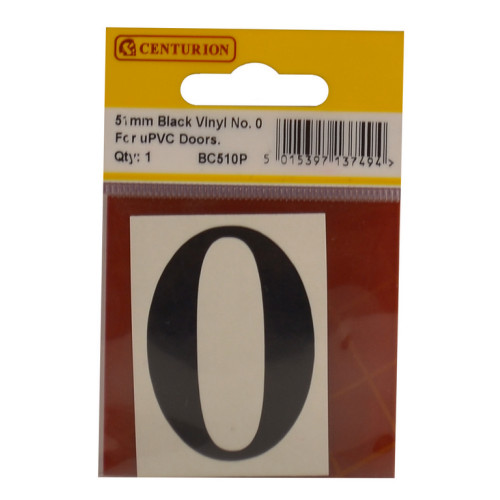 CENTURION
51mm Black Vinyl No. 0
For uPVC Doors.
Qty: 1 BC510P
5 015397 137494 >
0